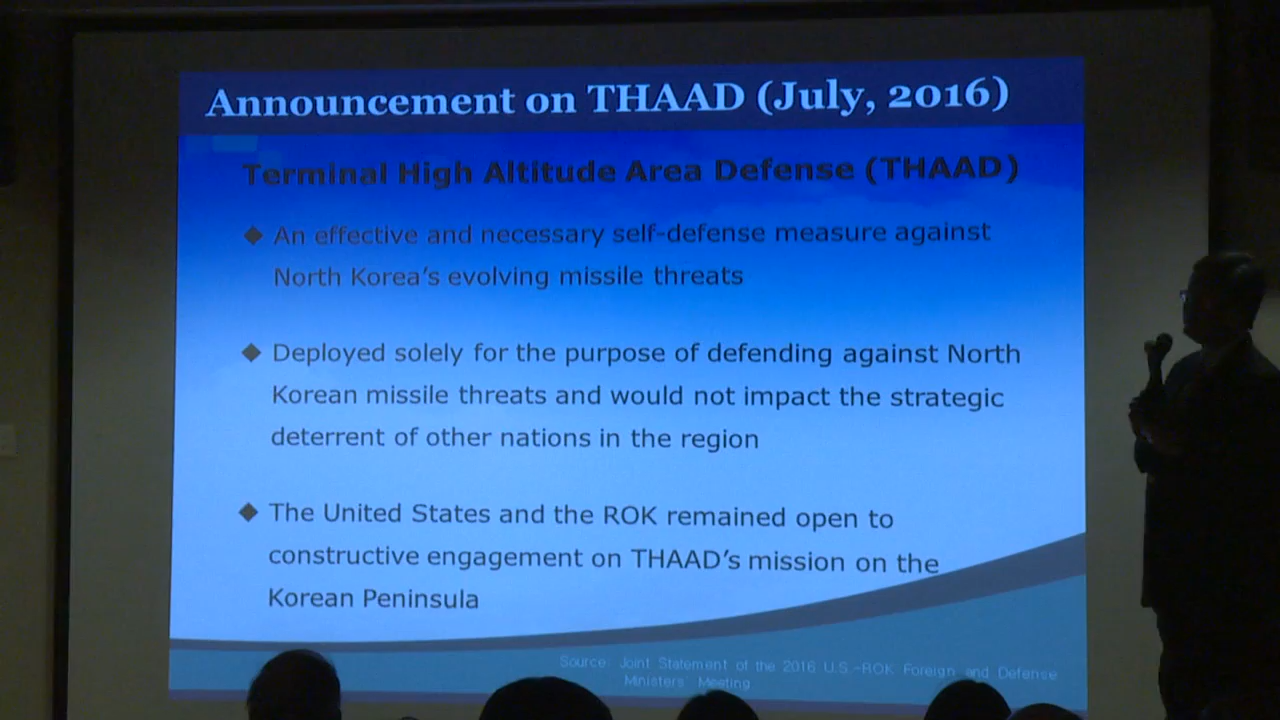 Announcement on THAAD (July, 2016)
Terminal High Altitude Area Defense (THAAD)
◆ An effective and necessary self-defense measure against
North Korea's evolving missile threats
◆ Deployed solely for the purpose of defending against North
Korean missile threats and would not impact the strategic
deterrent of other nations in the region
◆ The United States and the ROK remained open to
constructive engagement on THAAD's mission on the
Korean Peninsula
Source: Joint Statement of the 2016 U.S.-ROK Foreign and Defense
Ministers' Meeting